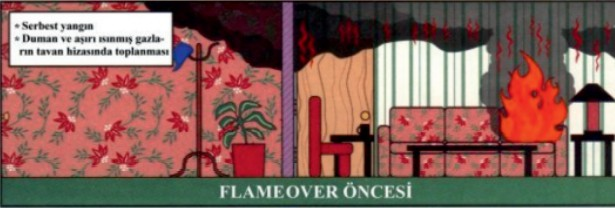 * Serbest yangın
* Duman ve aşırı ısınmış gazla-
rın tavan hizasında toplanması
FLAMEOVER ÖNCESİ